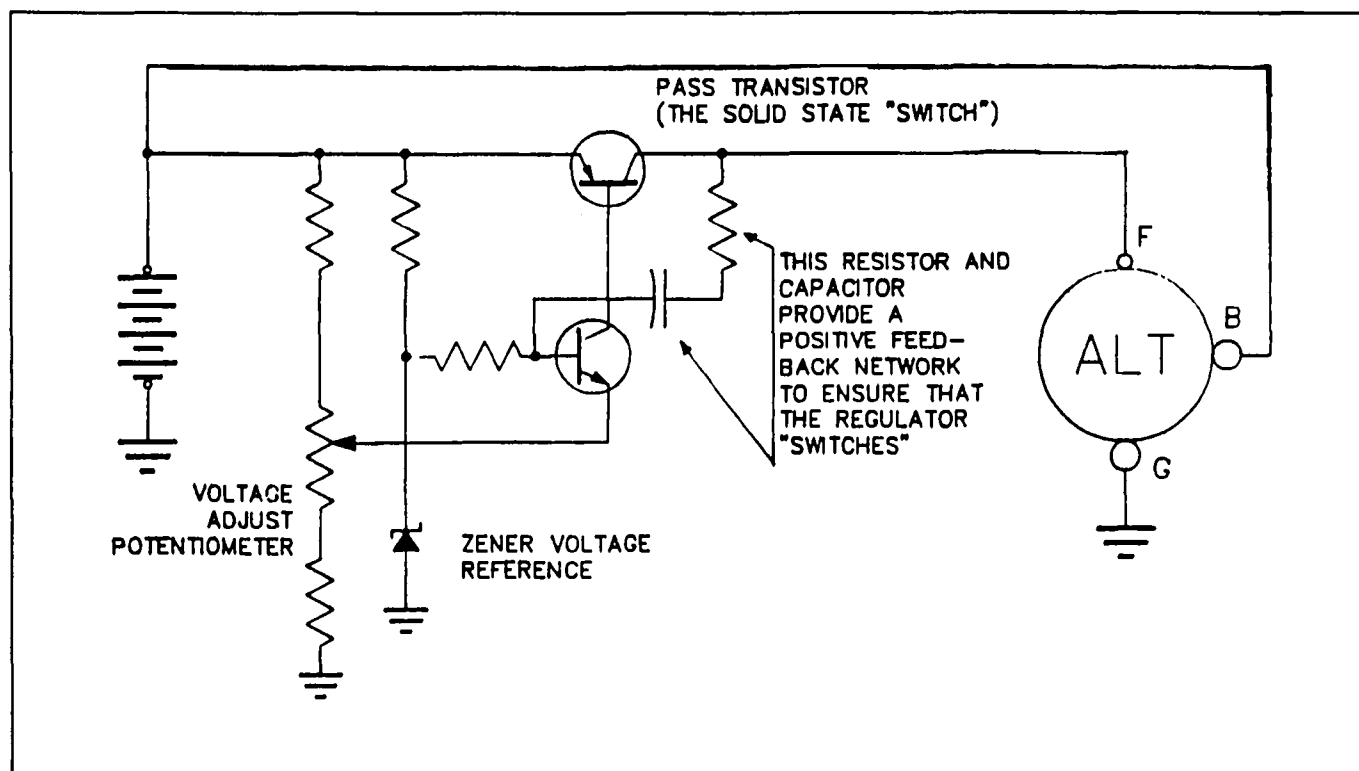 PASS TRANSISTOR
(THE SOLID STATE "SWITCH")
F
THIS RESISTOR AND
CAPACITOR
PROVIDE A
POSITIVE FEED-
BACK NETWORK
TO ENSURE THAT
THE REGULATOR
"SWITCHES"
B
ALT
G
VOLTAGE
ADJUST
POTENTIOMETER
ZENER VOLTAGE
REFERENCE